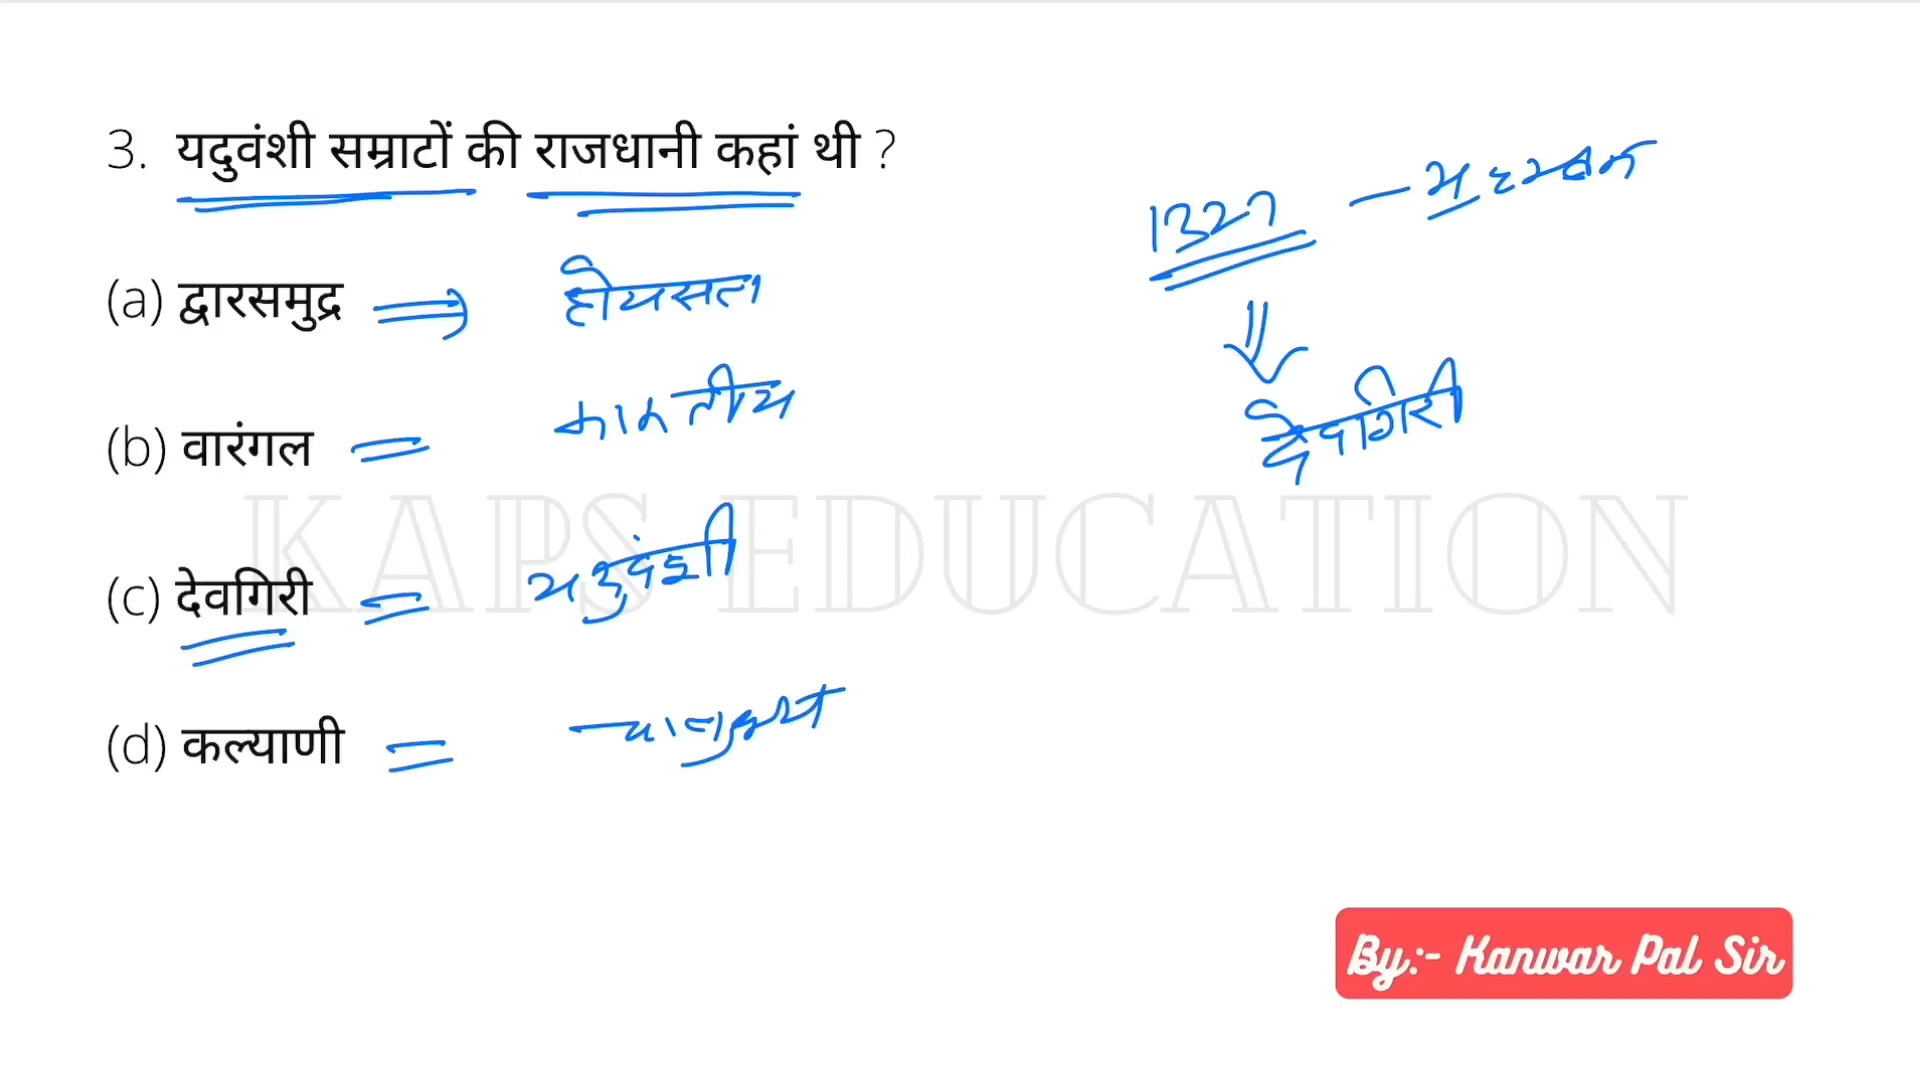 3. यदुवंशी सम्राटों की राजधानी कहां थी ?
1327 —
(a) द्वारसमुद्र ⇒ होयसल
देवगिरी
(b) वारंगल = काकतीय
KAPS EDUCATION
(c) देवगिरी = यदुवंशी
(d) कल्याणी = चालुक्य
By:- Kanwar Pal Sir